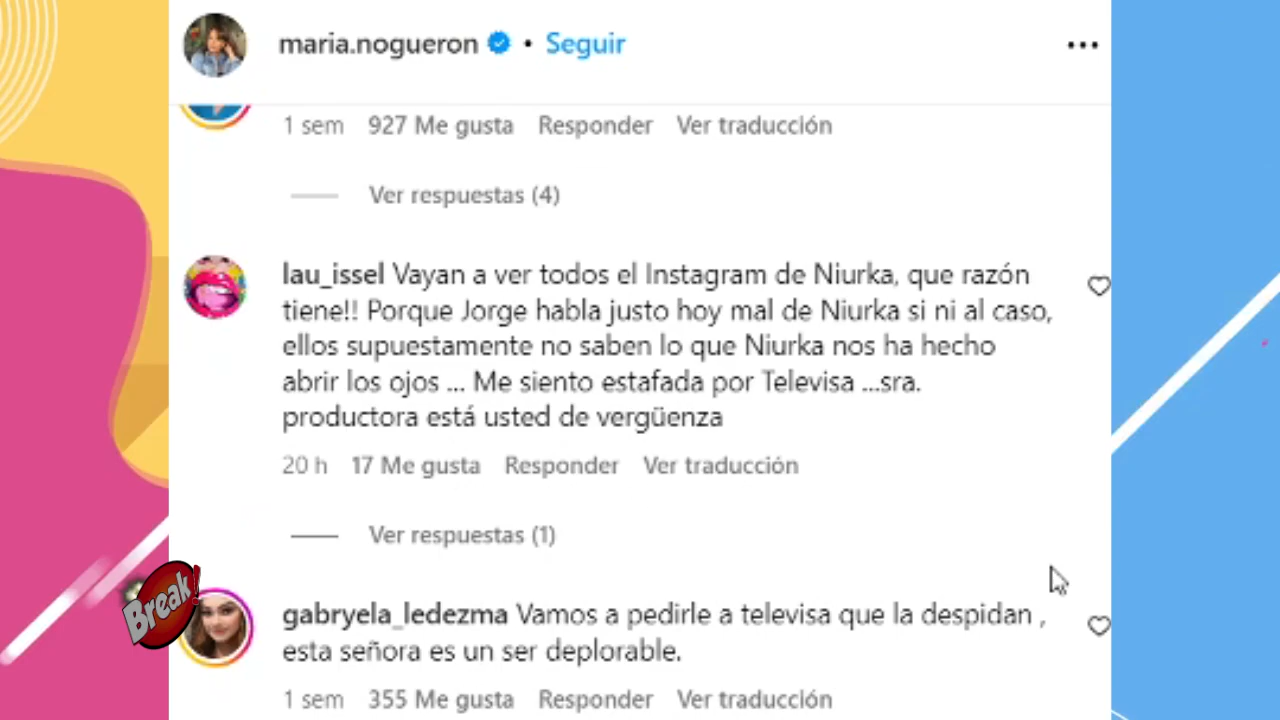 maria.nogueron • Seguir
1 sem 927 Me gusta Responder Ver traducción
Ver respuestas (4)
lau_issel Vayan a ver todos el Instagram de Niurka, que razón
tiene!! Porque Jorge habla justo hoy mal de Niurka si ni al caso,
ellos supuestamente no saben lo que Niurka nos ha hecho
abrir los ojos ... Me siento estafada por Televisa ...sra.
productora está usted de vergüenza
20 h 17 Me gusta Responder Ver traducción
Ver respuestas (1)
Break!
gabryela_ledezma Vamos a pedirle a televisa que la despidan ,
esta señora es un ser deplorable.
1 sem 355 Me gusta Responder Ver traducción